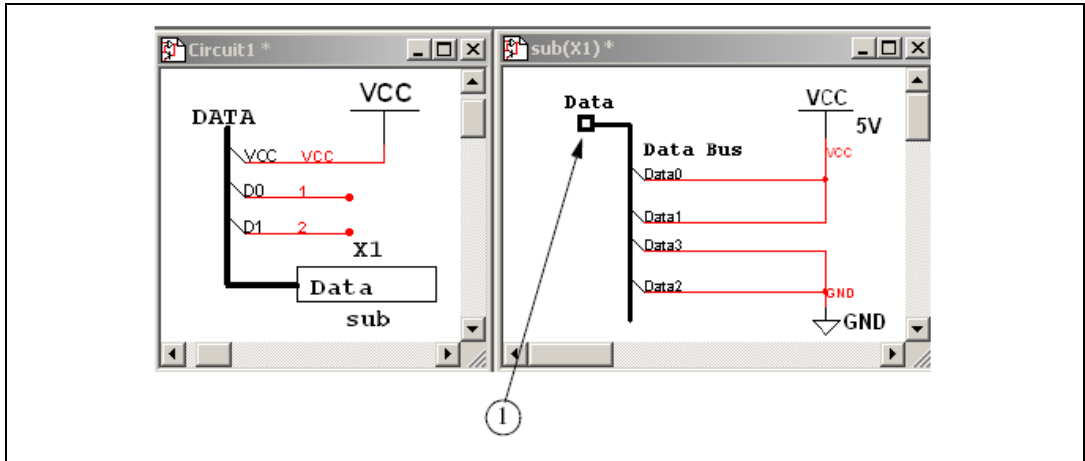 Circuit1 *
VCC
DATA
VCC VCC
D0 1
D1 2
X1
Data
sub
sub(X1) *
Data
VCC
5V
Data Bus
VCC
Data0
Data1
Data3
Data2
GND
GND
1